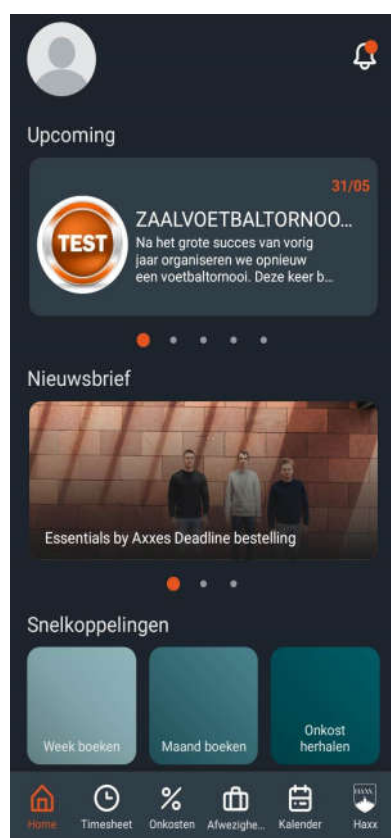 Upcoming
31/05
ZAALVOETBALTORNOO...
TEST
Na het grote succes van vorig
jaar organiseren we opnieuw
een voetbaltornooi. Deze keer b...
Nieuwsbrief
Essentials by Axxes Deadline bestelling
Snelkoppelingen
Week boeken
Maand boeken
Onkost
herhalen
Home
Timesheet
Onkosten
Afwezighe...
Kalender
HAXX
Haxx